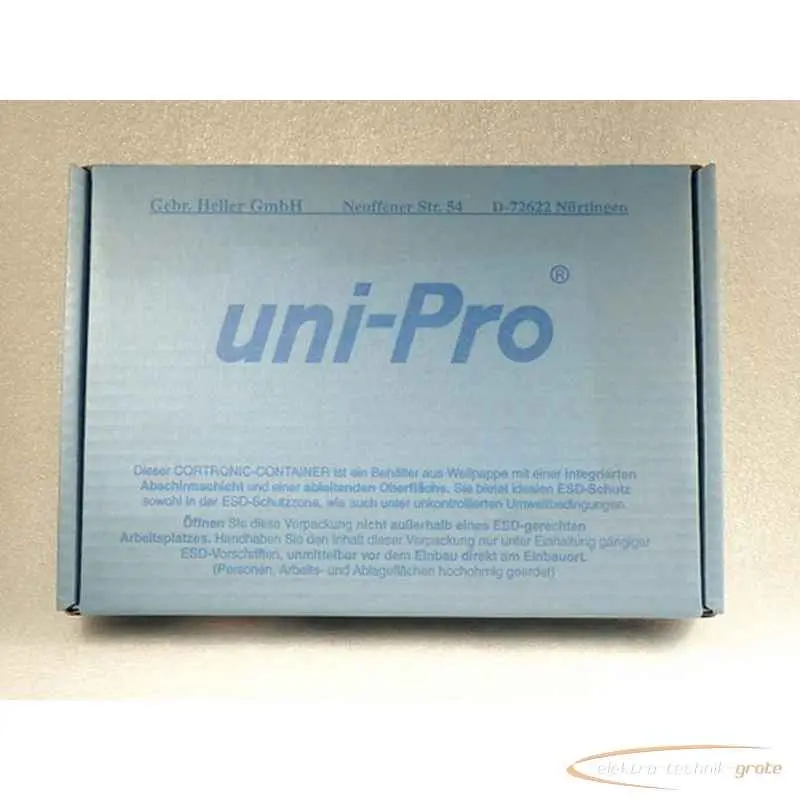 Gebr. Heller GmbH Neuffener Str. 54 D-72622 Nürtingen
uni-Pro®
Dieser CORTRONIC-CONTAINER ist ein Behälter aus Wellpappe mit einer integrierten
Abschirmschicht und einer ableitenden Oberfläche. Sie bietet idealen ESD-Schutz
sowohl in der ESD-Schutzzone, wie auch unter unkontrollierten Umweltbedingungen.
Öffnen Sie diese Verpackung nicht außerhalb eines ESD-gerechten
Arbeitsplatzes. Handhaben Sie den Inhalt dieser Verpackung nur unter Einhaltung gängiger
ESD-Vorschriften, unmittelbar vor dem Einbau direkt am Einbauort.
(Personen, Arbeits- und Ablageflächen hochohmig geerdet)
elektro-technik-grote